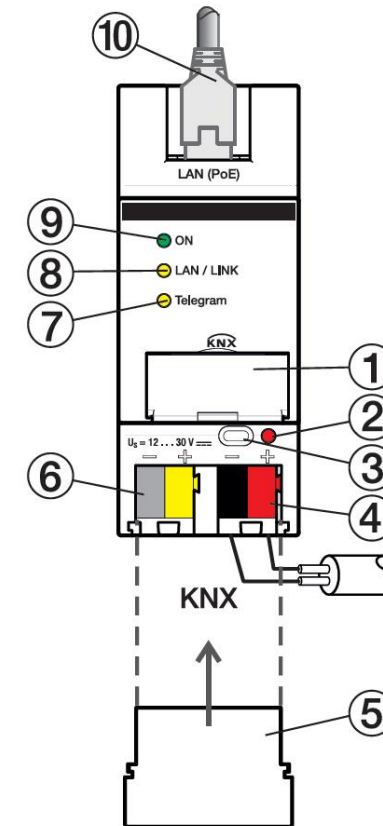 10
LAN (PoE)
9
ON
8
LAN / LINK
7
Telegram
KNX
1
2
Us = 12 ... 30 V
3
− + − +
6
4
KNX
5